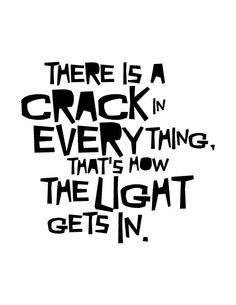 THERE IS A
CRACK IN
EVERYTHING,
THAT'S HOW
THE LIGHT
GETS IN.